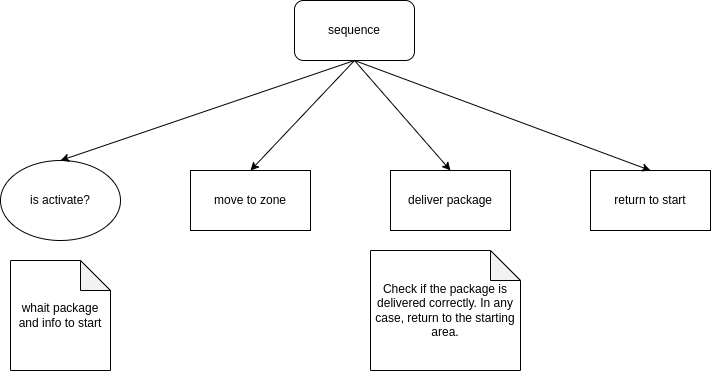 sequence
is activate?
move to zone
deliver package
return to start
whait package
and info to start
Check if the package is
delivered correctly. In any
case, return to the starting
area.